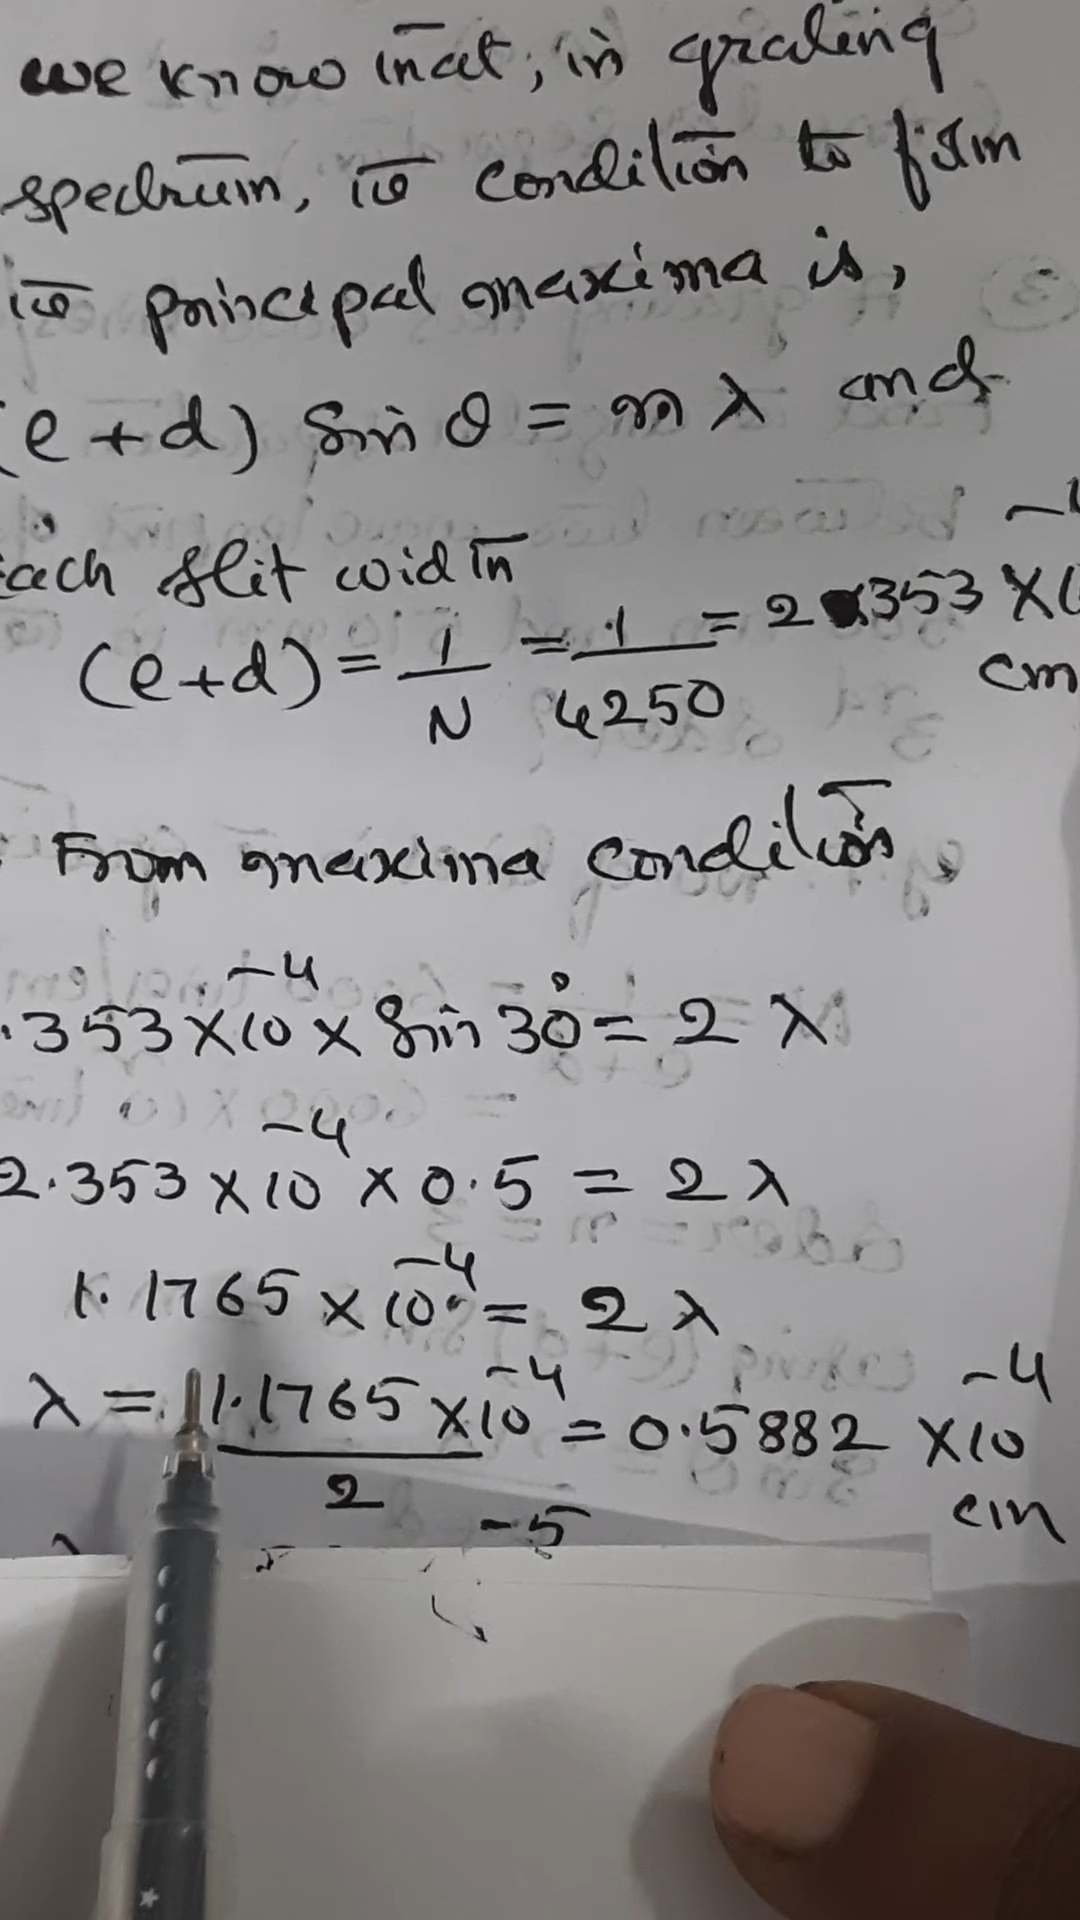 we know that, in grating
spectrum, the condition to form
the principal maxima is,
(e+d) sin θ = n λ and
each slit width
(e+d) = 1/N = 1/4250 = 2.353 × 10
cm
From maxima condition,
.353 × 10⁻⁴ × sin 30° = 2 λ
2.353 × 10⁻⁴ × 0.5 = 2 λ
1.1765 × 10⁻⁴ = 2 λ
λ = 1.1765 × 10⁻⁴ / 2 = 0.5882 × 10⁻⁴
cm
-5